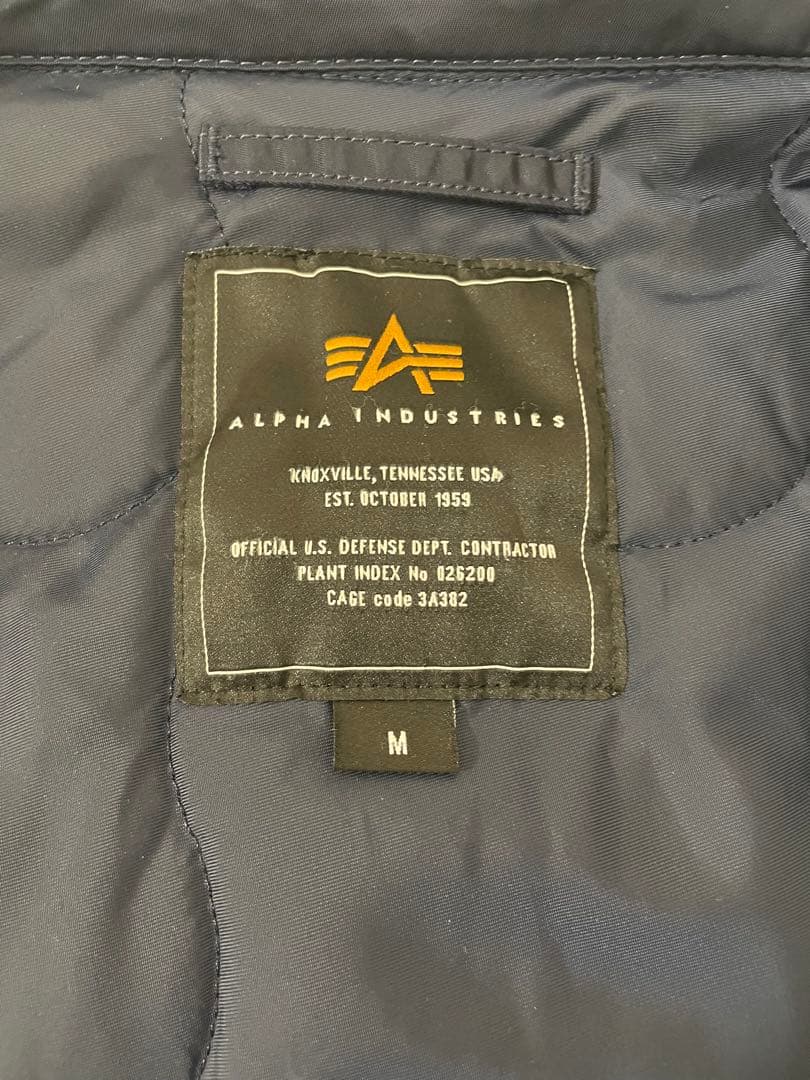 ALPHA INDUSTRIES
KNOXVILLE, TENNESSEE USA
EST. OCTOBER 1959
OFFICIAL U.S. DEFENSE DEPT. CONTRACTOR
PLANT INDEX No 026200
CAGE code 3A382
M